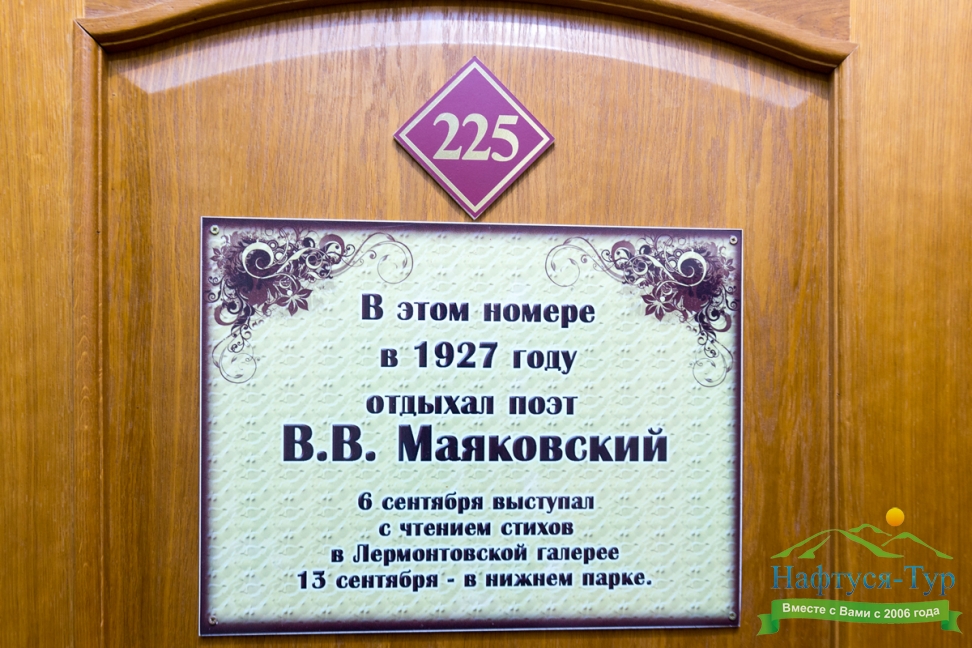 225
В этом номере
в 1927 году
отдыхал поэт
В.В. Маяковский
6 сентября выступал
с чтением стихов
в Лермонтовской галерее
13 сентября - в нижнем парке.
Нафтуся-Тур
Вместе с Вами с 2006 года